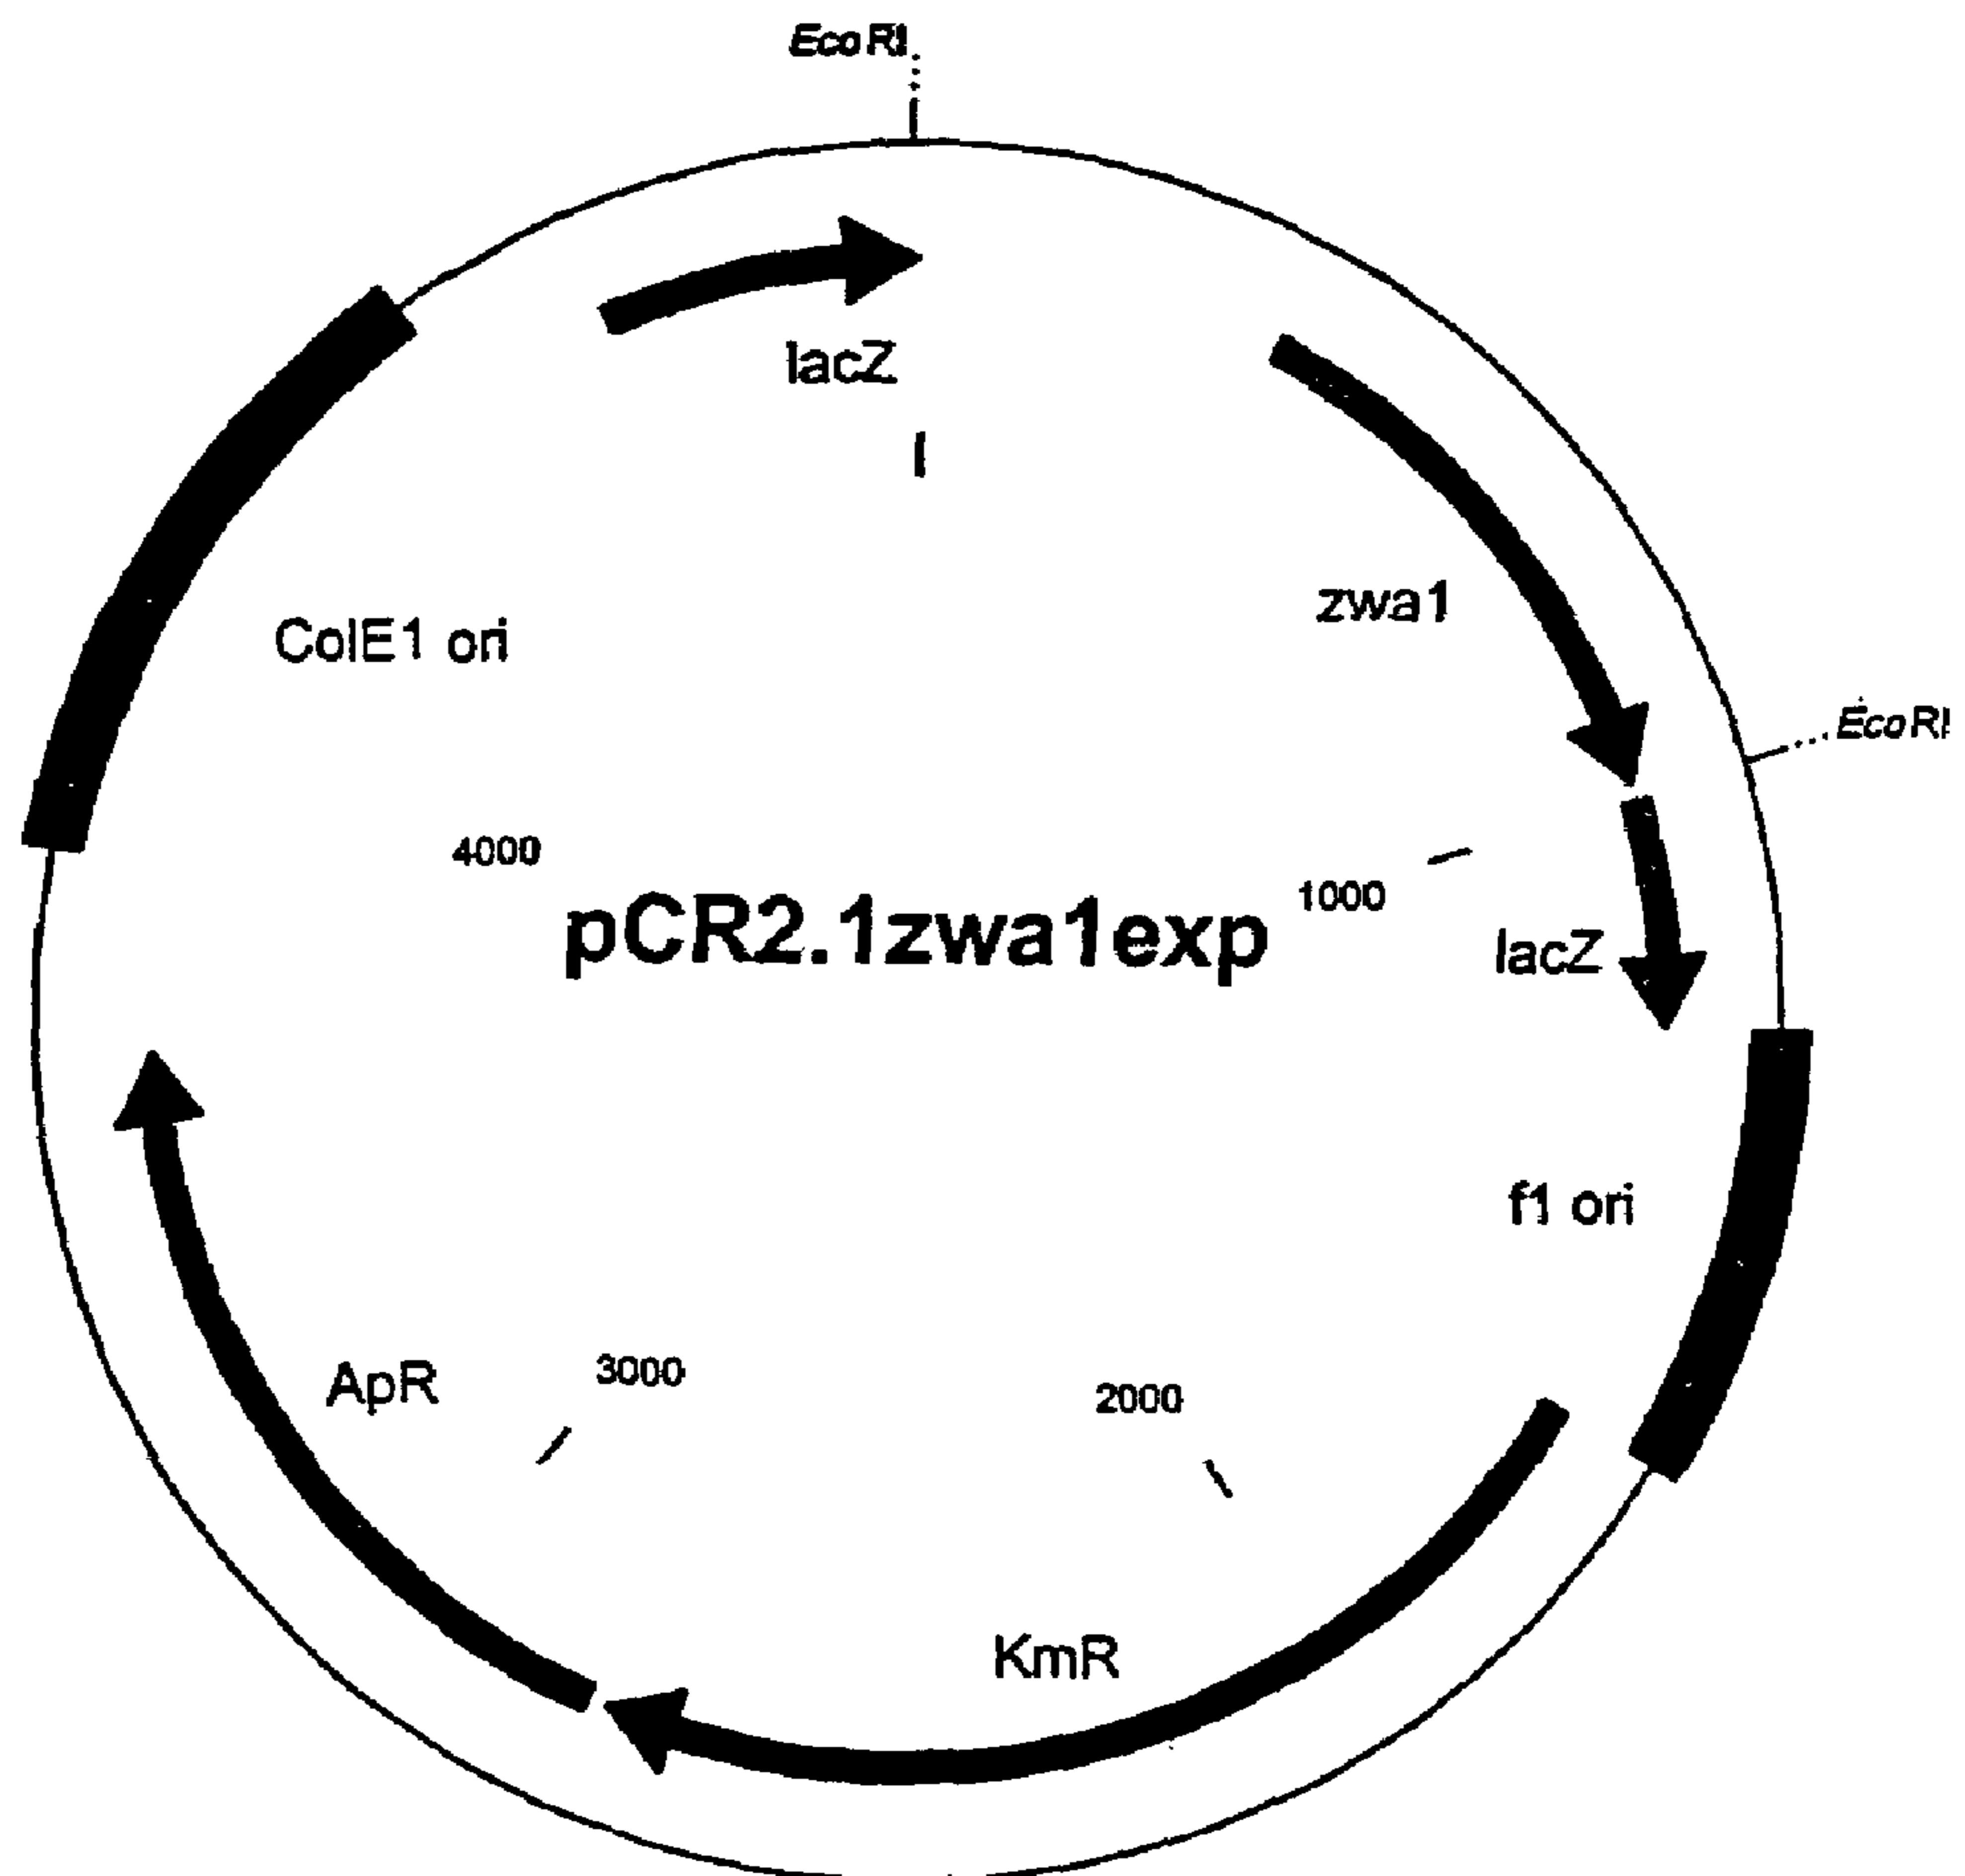 EcoRI
lacZ
zwa1
ColE1 ori
EcoRI
4000
1000
pCR2.1zwa1exp
lacZ
f1 ori
3000
ApR
2000
KmR